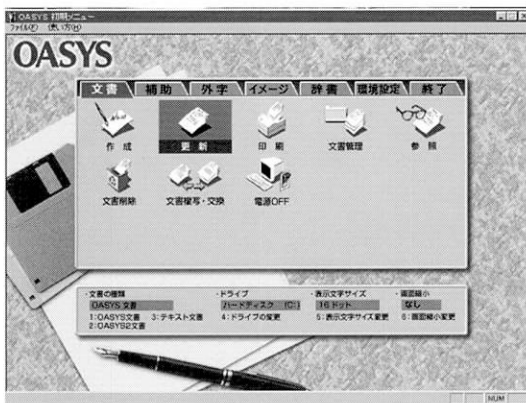 OASYS 初期メニュー
ファイル(F) 使い方(H)
OASYS
文書 補助 外字 イメージ 辞書 環境設定 終了
作成 更新 印刷 文書管理 参照
文書削除 文書複写・交換 電源OFF
・文書の種類 ・ドライブ ・表示文字サイズ ・画面縮小
OASYS 文書 ハードディスク (C:) 16ドット なし
1:OASYS文書 3:テキスト文書 4:ドライブの変更 5:表示文字サイズ変更 6:画面縮小変更
2:OASYS2文書
NUM